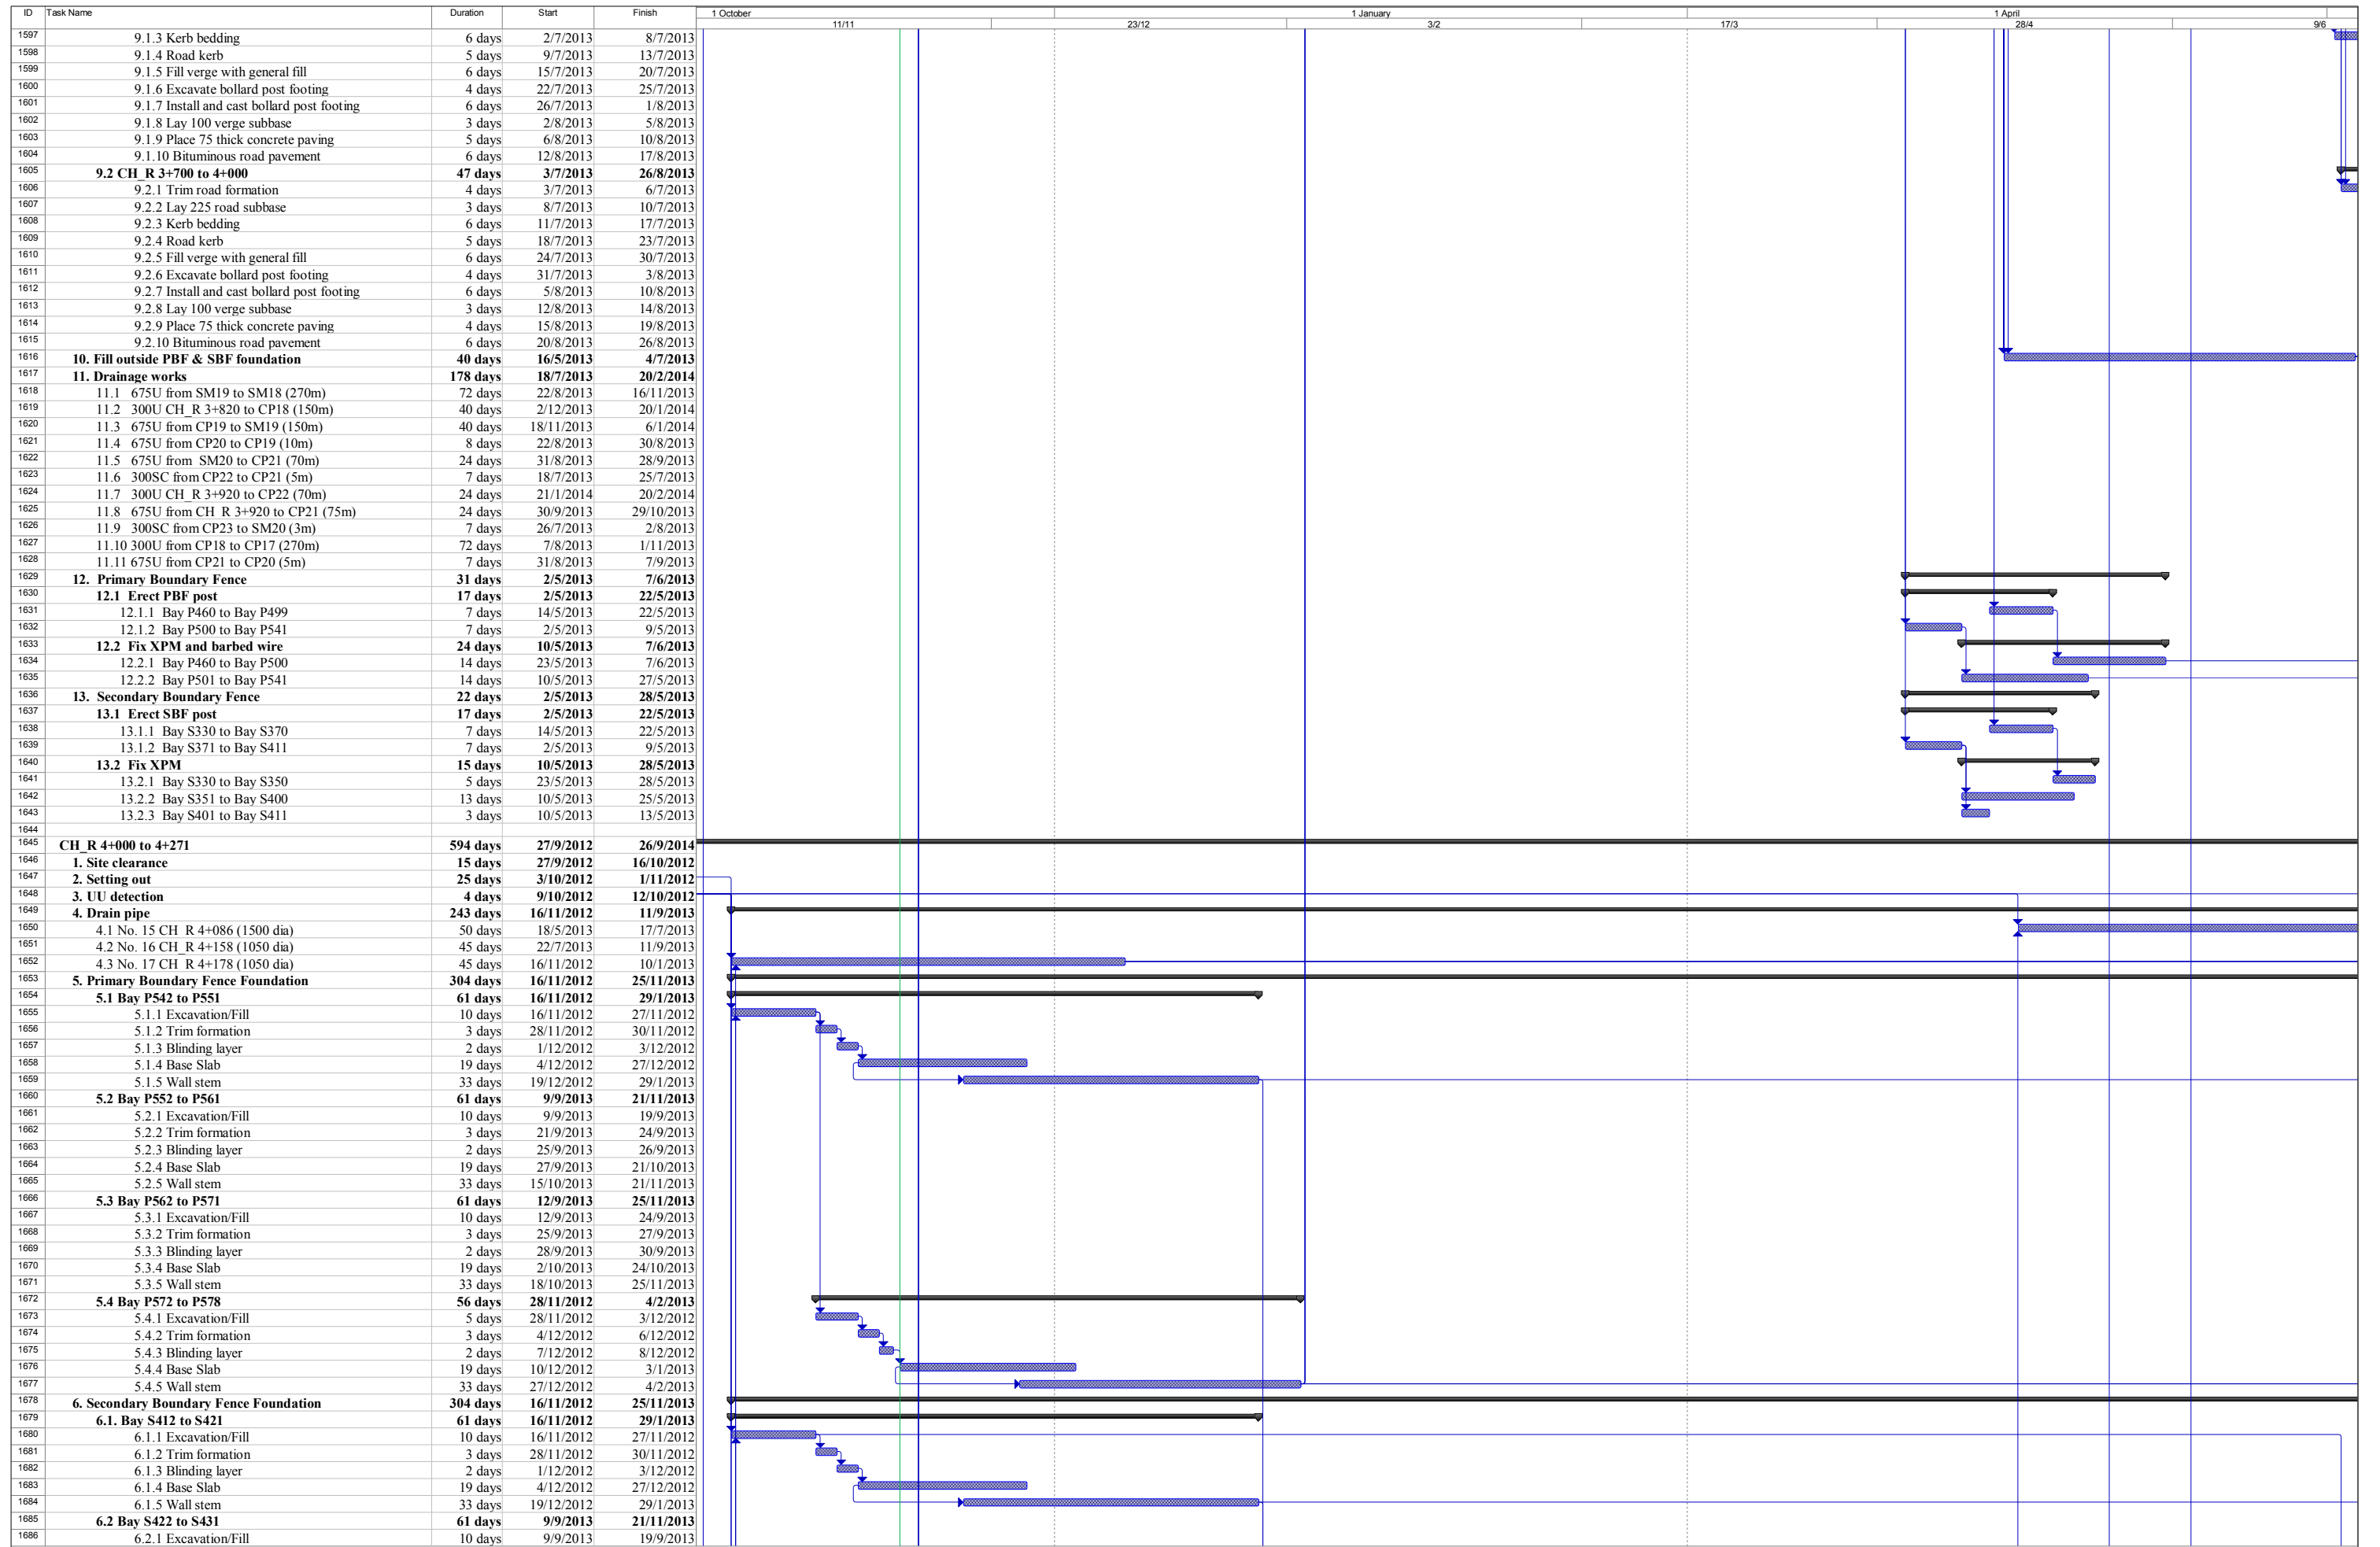 ID Task Name Duration Start Finish 1 October 1 January 1 April
11/11 23/12 3/2 17/3 28/4 9/6
1597 9.1.3 Kerb bedding 6 days 2/7/2013 8/7/2013
1598 9.1.4 Road kerb 5 days 9/7/2013 13/7/2013
1599 9.1.5 Fill verge with general fill 6 days 15/7/2013 20/7/2013
1600 9.1.6 Excavate bollard post footing 4 days 22/7/2013 25/7/2013
1601 9.1.7 Install and cast bollard post footing 6 days 26/7/2013 1/8/2013
1602 9.1.8 Lay 100 verge subbase 3 days 2/8/2013 5/8/2013
1603 9.1.9 Place 75 thick concrete paving 5 days 6/8/2013 10/8/2013
1604 9.1.10 Bituminous road pavement 6 days 12/8/2013 17/8/2013
1605 9.2 CH_R 3+700 to 4+000 47 days 3/7/2013 26/8/2013
1606 9.2.1 Trim road formation 4 days 3/7/2013 6/7/2013
1607 9.2.2 Lay 225 road subbase 3 days 8/7/2013 10/7/2013
1608 9.2.3 Kerb bedding 6 days 11/7/2013 17/7/2013
1609 9.2.4 Road kerb 5 days 18/7/2013 23/7/2013
1610 9.2.5 Fill verge with general fill 6 days 24/7/2013 30/7/2013
1611 9.2.6 Excavate bollard post footing 4 days 31/7/2013 3/8/2013
1612 9.2.7 Install and cast bollard post footing 6 days 5/8/2013 10/8/2013
1613 9.2.8 Lay 100 verge subbase 3 days 12/8/2013 14/8/2013
1614 9.2.9 Place 75 thick concrete paving 4 days 15/8/2013 19/8/2013
1615 9.2.10 Bituminous road pavement 6 days 20/8/2013 26/8/2013
1616 10. Fill outside PBF & SBF foundation 40 days 16/5/2013 4/7/2013
1617 11. Drainage works 178 days 18/7/2013 20/2/2014
1618 11.1 675U from SM19 to SM18 (270m) 72 days 22/8/2013 16/11/2013
1619 11.2 300U CH_R 3+820 to CP18 (150m) 40 days 2/12/2013 20/1/2014
1620 11.3 675U from CP19 to SM19 (150m) 40 days 18/11/2013 6/1/2014
1621 11.4 675U from CP20 to CP19 (10m) 8 days 22/8/2013 30/8/2013
1622 11.5 675U from SM20 to CP21 (70m) 24 days 31/8/2013 28/9/2013
1623 11.6 300SC from CP22 to CP21 (5m) 7 days 18/7/2013 25/7/2013
1624 11.7 300U CH_R 3+920 to CP22 (70m) 24 days 21/1/2014 20/2/2014
1625 11.8 675U from CH_R 3+920 to CP21 (75m) 24 days 30/9/2013 29/10/2013
1626 11.9 300SC from CP23 to SM20 (3m) 7 days 26/7/2013 2/8/2013
1627 11.10 300U from CP18 to CP17 (270m) 72 days 7/8/2013 1/11/2013
1628 11.11 675U from CP21 to CP20 (5m) 7 days 31/8/2013 7/9/2013
1629 12. Primary Boundary Fence 31 days 2/5/2013 7/6/2013
1630 12.1 Erect PBF post 17 days 2/5/2013 22/5/2013
1631 12.1.1 Bay P460 to Bay P499 7 days 14/5/2013 22/5/2013
1632 12.1.2 Bay P500 to Bay P541 7 days 2/5/2013 9/5/2013
1633 12.2 Fix XPM and barbed wire 24 days 10/5/2013 7/6/2013
1634 12.2.1 Bay P460 to Bay P500 14 days 23/5/2013 7/6/2013
1635 12.2.2 Bay P501 to Bay P541 14 days 10/5/2013 27/5/2013
1636 13. Secondary Boundary Fence 22 days 2/5/2013 28/5/2013
1637 13.1 Erect SBF post 17 days 2/5/2013 22/5/2013
1638 13.1.1 Bay S330 to Bay S370 7 days 14/5/2013 22/5/2013
1639 13.1.2 Bay S371 to Bay S411 7 days 2/5/2013 9/5/2013
1640 13.2 Fix XPM 15 days 10/5/2013 28/5/2013
1641 13.2.1 Bay S330 to Bay S350 5 days 23/5/2013 28/5/2013
1642 13.2.2 Bay S351 to Bay S400 13 days 10/5/2013 25/5/2013
1643 13.2.3 Bay S401 to Bay S411 3 days 10/5/2013 13/5/2013
1644
1645 CH_R 4+000 to 4+271 594 days 27/9/2012 26/9/2014
1646 1. Site clearance 15 days 27/9/2012 16/10/2012
1647 2. Setting out 25 days 3/10/2012 1/11/2012
1648 3. UU detection 4 days 9/10/2012 12/10/2012
1649 4. Drain pipe 243 days 16/11/2012 11/9/2013
1650 4.1 No. 15 CH_R 4+086 (1500 dia) 50 days 18/5/2013 17/7/2013
1651 4.2 No. 16 CH_R 4+158 (1050 dia) 45 days 22/7/2013 11/9/2013
1652 4.3 No. 17 CH_R 4+178 (1050 dia) 45 days 16/11/2012 10/1/2013
1653 5. Primary Boundary Fence Foundation 304 days 16/11/2012 25/11/2013
1654 5.1 Bay P542 to P551 61 days 16/11/2012 29/1/2013
1655 5.1.1 Excavation/Fill 10 days 16/11/2012 27/11/2012
1656 5.1.2 Trim formation 3 days 28/11/2012 30/11/2012
1657 5.1.3 Blinding layer 2 days 1/12/2012 3/12/2012
1658 5.1.4 Base Slab 19 days 4/12/2012 27/12/2012
1659 5.1.5 Wall stem 33 days 19/12/2012 29/1/2013
1660 5.2 Bay P552 to P561 61 days 9/9/2013 21/11/2013
1661 5.2.1 Excavation/Fill 10 days 9/9/2013 19/9/2013
1662 5.2.2 Trim formation 3 days 21/9/2013 24/9/2013
1663 5.2.3 Blinding layer 2 days 25/9/2013 26/9/2013
1664 5.2.4 Base Slab 19 days 27/9/2013 21/10/2013
1665 5.2.5 Wall stem 33 days 15/10/2013 21/11/2013
1666 5.3 Bay P562 to P571 61 days 12/9/2013 25/11/2013
1667 5.3.1 Excavation/Fill 10 days 12/9/2013 24/9/2013
1668 5.3.2 Trim formation 3 days 25/9/2013 27/9/2013
1669 5.3.3 Blinding layer 2 days 28/9/2013 30/9/2013
1670 5.3.4 Base Slab 19 days 2/10/2013 24/10/2013
1671 5.3.5 Wall stem 33 days 18/10/2013 25/11/2013
1672 5.4 Bay P572 to P578 56 days 28/11/2012 4/2/2013
1673 5.4.1 Excavation/Fill 5 days 28/11/2012 3/12/2012
1674 5.4.2 Trim formation 3 days 4/12/2012 6/12/2012
1675 5.4.3 Blinding layer 2 days 7/12/2012 8/12/2012
1676 5.4.4 Base Slab 19 days 10/12/2012 3/1/2013
1677 5.4.5 Wall stem 33 days 27/12/2012 4/2/2013
1678 6. Secondary Boundary Fence Foundation 304 days 16/11/2012 25/11/2013
1679 6.1. Bay S412 to S421 61 days 16/11/2012 29/1/2013
1680 6.1.1 Excavation/Fill 10 days 16/11/2012 27/11/2012
1681 6.1.2 Trim formation 3 days 28/11/2012 30/11/2012
1682 6.1.3 Blinding layer 2 days 1/12/2012 3/12/2012
1683 6.1.4 Base Slab 19 days 4/12/2012 27/12/2012
1684 6.1.5 Wall stem 33 days 19/12/2012 29/1/2013
1685 6.2 Bay S422 to S431 61 days 9/9/2013 21/11/2013
1686 6.2.1 Excavation/Fill 10 days 9/9/2013 19/9/2013